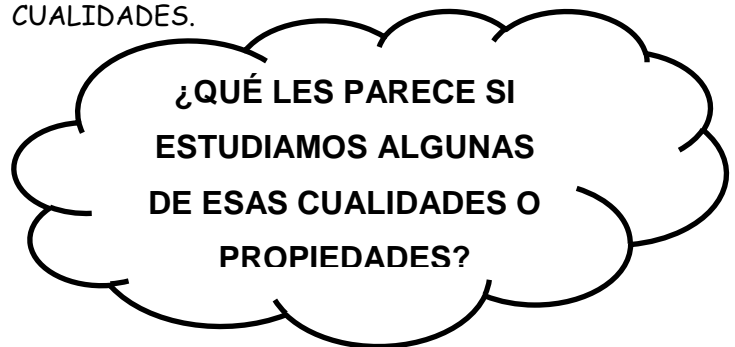 CUALIDADES.
¿QUÉ LES PARECE SI
ESTUDIAMOS ALGUNAS
DE ESAS CUALIDADES O
PROPIEDADES?